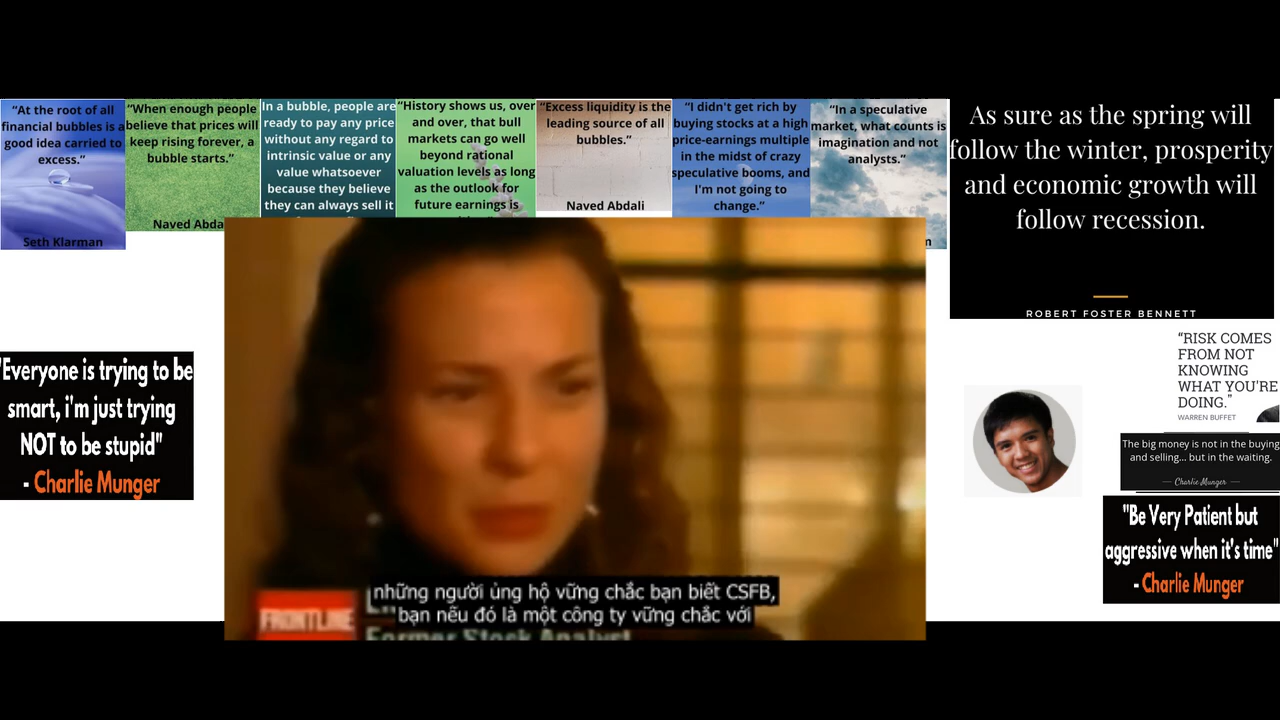 “At the root of all
financial bubbles is a
good idea carried to
excess.”
Seth Klarman
“When enough people
believe that prices will
keep rising forever, a
bubble starts.”
Naved Abda
In a bubble, people are
ready to pay any price
without any regard to
intrinsic value or any
value whatsoever
because they believe
they can always sell it
“History shows us, over
and over, that bull
markets can go well
beyond rational
valuation levels as long
as the outlook for
future earnings is
“Excess liquidity is the
leading source of all
bubbles.”
Naved Abdali
“I didn't get rich by
buying stocks at a high
price-earnings multiple
in the midst of crazy
speculative booms, and
I'm not going to
change.”
“In a speculative
market, what counts is
imagination and not
analysts.”
m
As sure as the spring will
follow the winter, prosperity
and economic growth will
follow recession.
ROBERT FOSTER BENNETT
"Everyone is trying to be
smart, i'm just trying
NOT to be stupid"
- Charlie Munger
“RISK COMES
FROM NOT
KNOWING
WHAT YOU'RE
DOING.”
WARREN BUFFET
The big money is not in the buying
and selling... but in the waiting.
— Charlie Munger —
"Be Very Patient but
aggressive when it's time"
- Charlie Munger
những người ủng hộ vững chắc bạn biết CSFB,
bạn nếu đó là một công ty vững chắc với
FRONTLINE
Former Stock Analyst